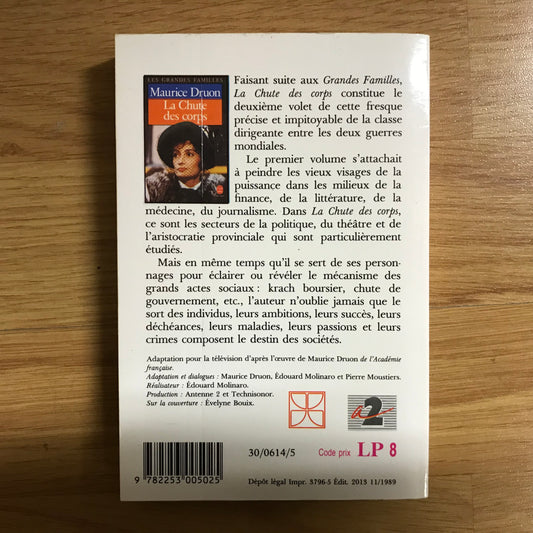 LES GRANDES FAMILLES
Maurice Druon
La Chute
des corps
Faisant suite aux Grandes Familles,
La Chute des corps constitue le
deuxième volet de cette fresque
précise et impitoyable de la classe
dirigeante entre les deux guerres
mondiales.
Le premier volume s'attachait
à peindre les vieux visages de la
puissance dans les milieux de la
finance, de la littérature, de la
médecine, du journalisme. Dans La Chute des corps,
ce sont les secteurs de la politique, du théâtre et de
l'aristocratie provinciale qui sont particulièrement
étudiés.
Mais en même temps qu'il se sert de ses person-
nages pour éclairer ou révéler le mécanisme des
grands actes sociaux : krach boursier, chute de
gouvernement, etc., l'auteur n'oublie jamais que le
sort des individus, leurs ambitions, leurs succès, leurs
déchéances, leurs maladies, leurs passions et leurs
crimes composent le destin des sociétés.
Adaptation pour la télévision d'après l'œuvre de Maurice Druon de l'Académie
française.
Adaptation et dialogues : Maurice Druon, Édouard Molinaro et Pierre Moustiers.
Réalisateur : Édouard Molinaro.
Production : Antenne 2 et Technisonor.
Sur la couverture : Évelyne Bouix.
a2
30/0614/5
Code prix LP 8
9 782253 005025
Dépôt légal Impr. 3796-5 Édit. 2013 11/1989